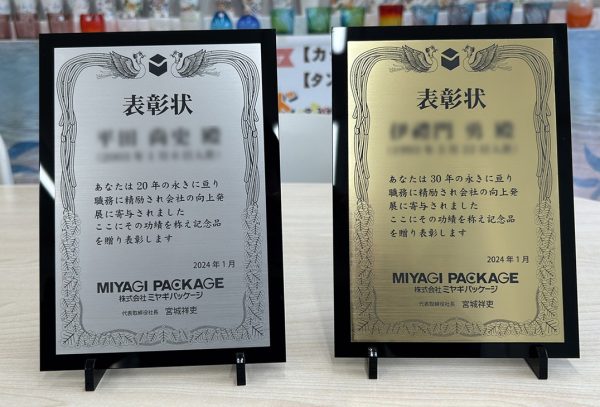 表彰状
あなたは20年の永きに亘り
職務に精励され会社の向上発
展に寄与されました
ここにその功績を称え記念品
を贈り表彰します
2024年1月
MIYAGI PACKAGE
株式会社ミヤギパッケージ
代表取締役社長 宮城祥吏
表彰状
あなたは30年の永きに亘り
職務に精励され会社の向上発
展に寄与されました
ここにその功績を称え記念品
を贈り表彰します
2024年1月
MIYAGI PACKAGE
株式会社ミヤギパッケージ
代表取締役社長 宮城祥吏
【カ
【タン